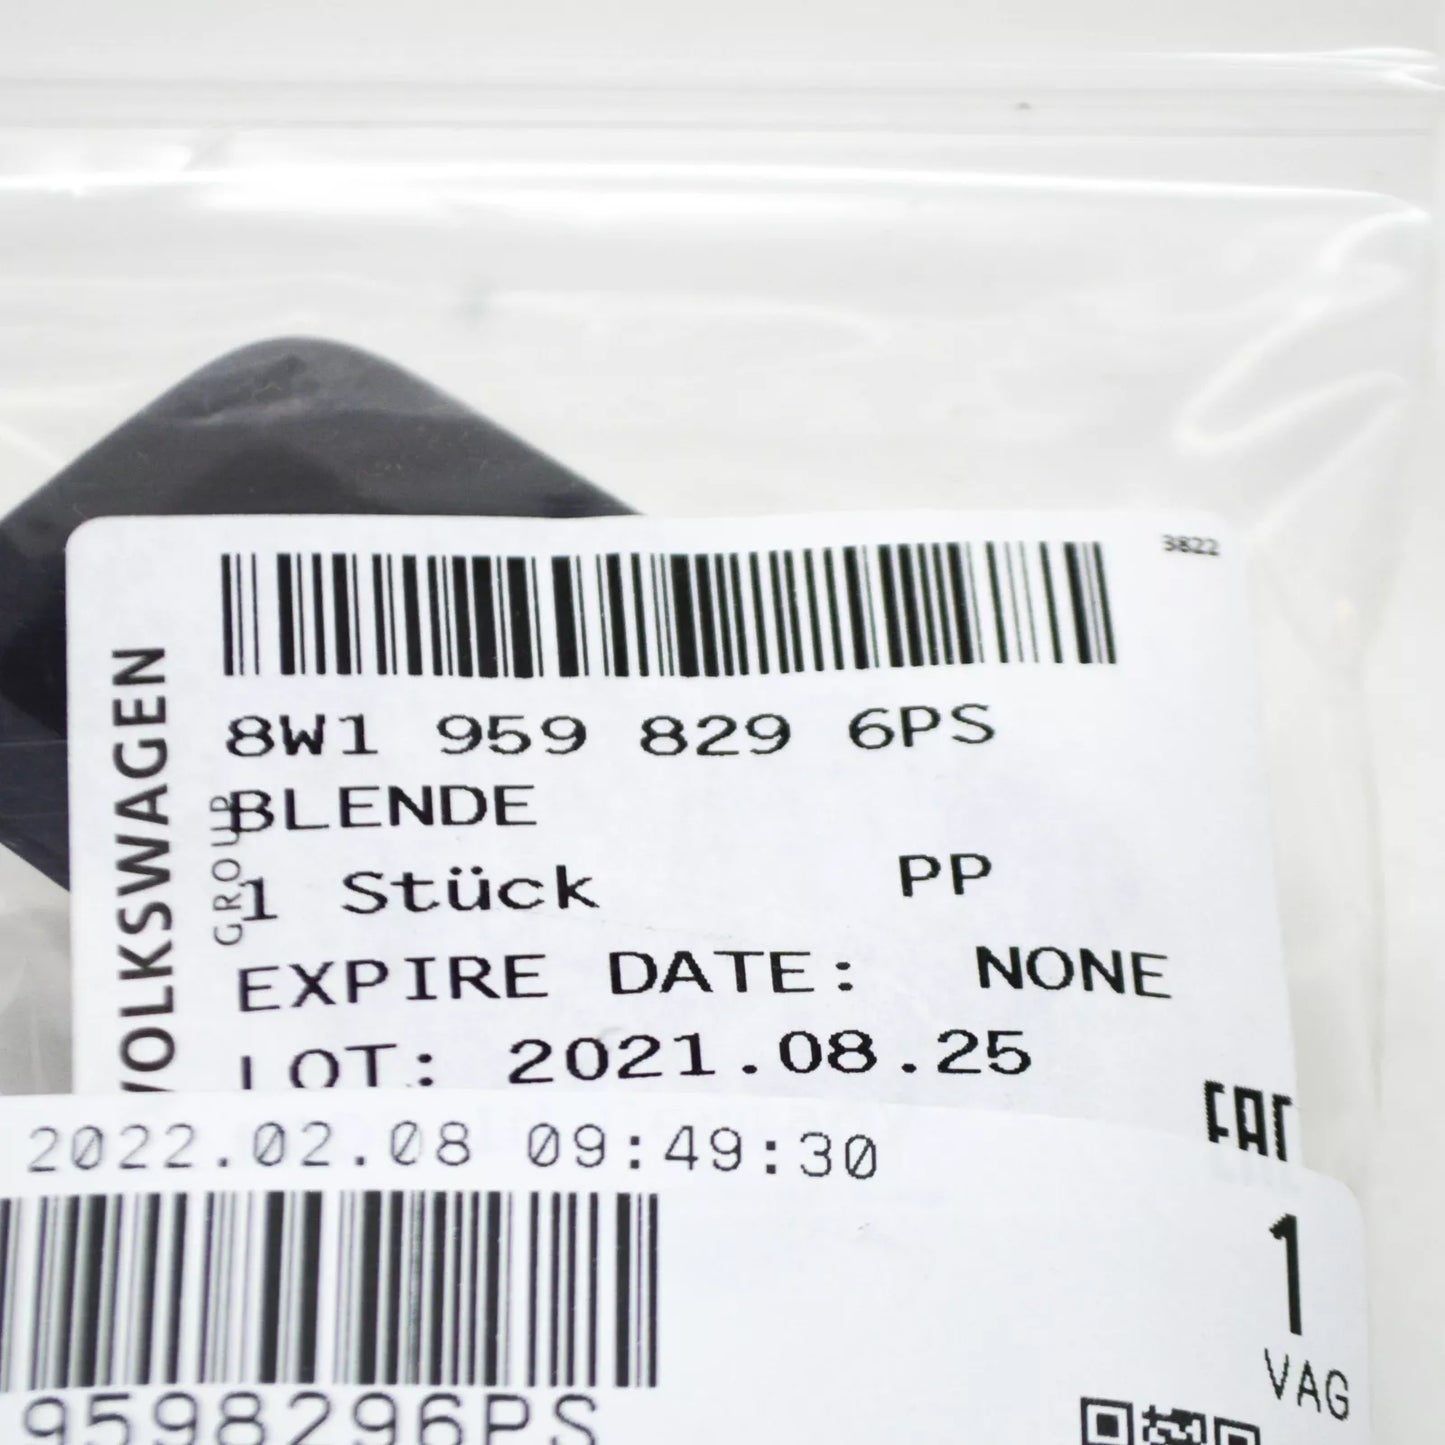 3822
8W1 959 829 6PS
BLENDE
1 Stück PP
EXPIRE DATE: NONE
LOT: 2021.08.25
VOLKSWAGEN
GROUP
EAC
2022.02.08 09:49:30
9598296PS
1
VAG